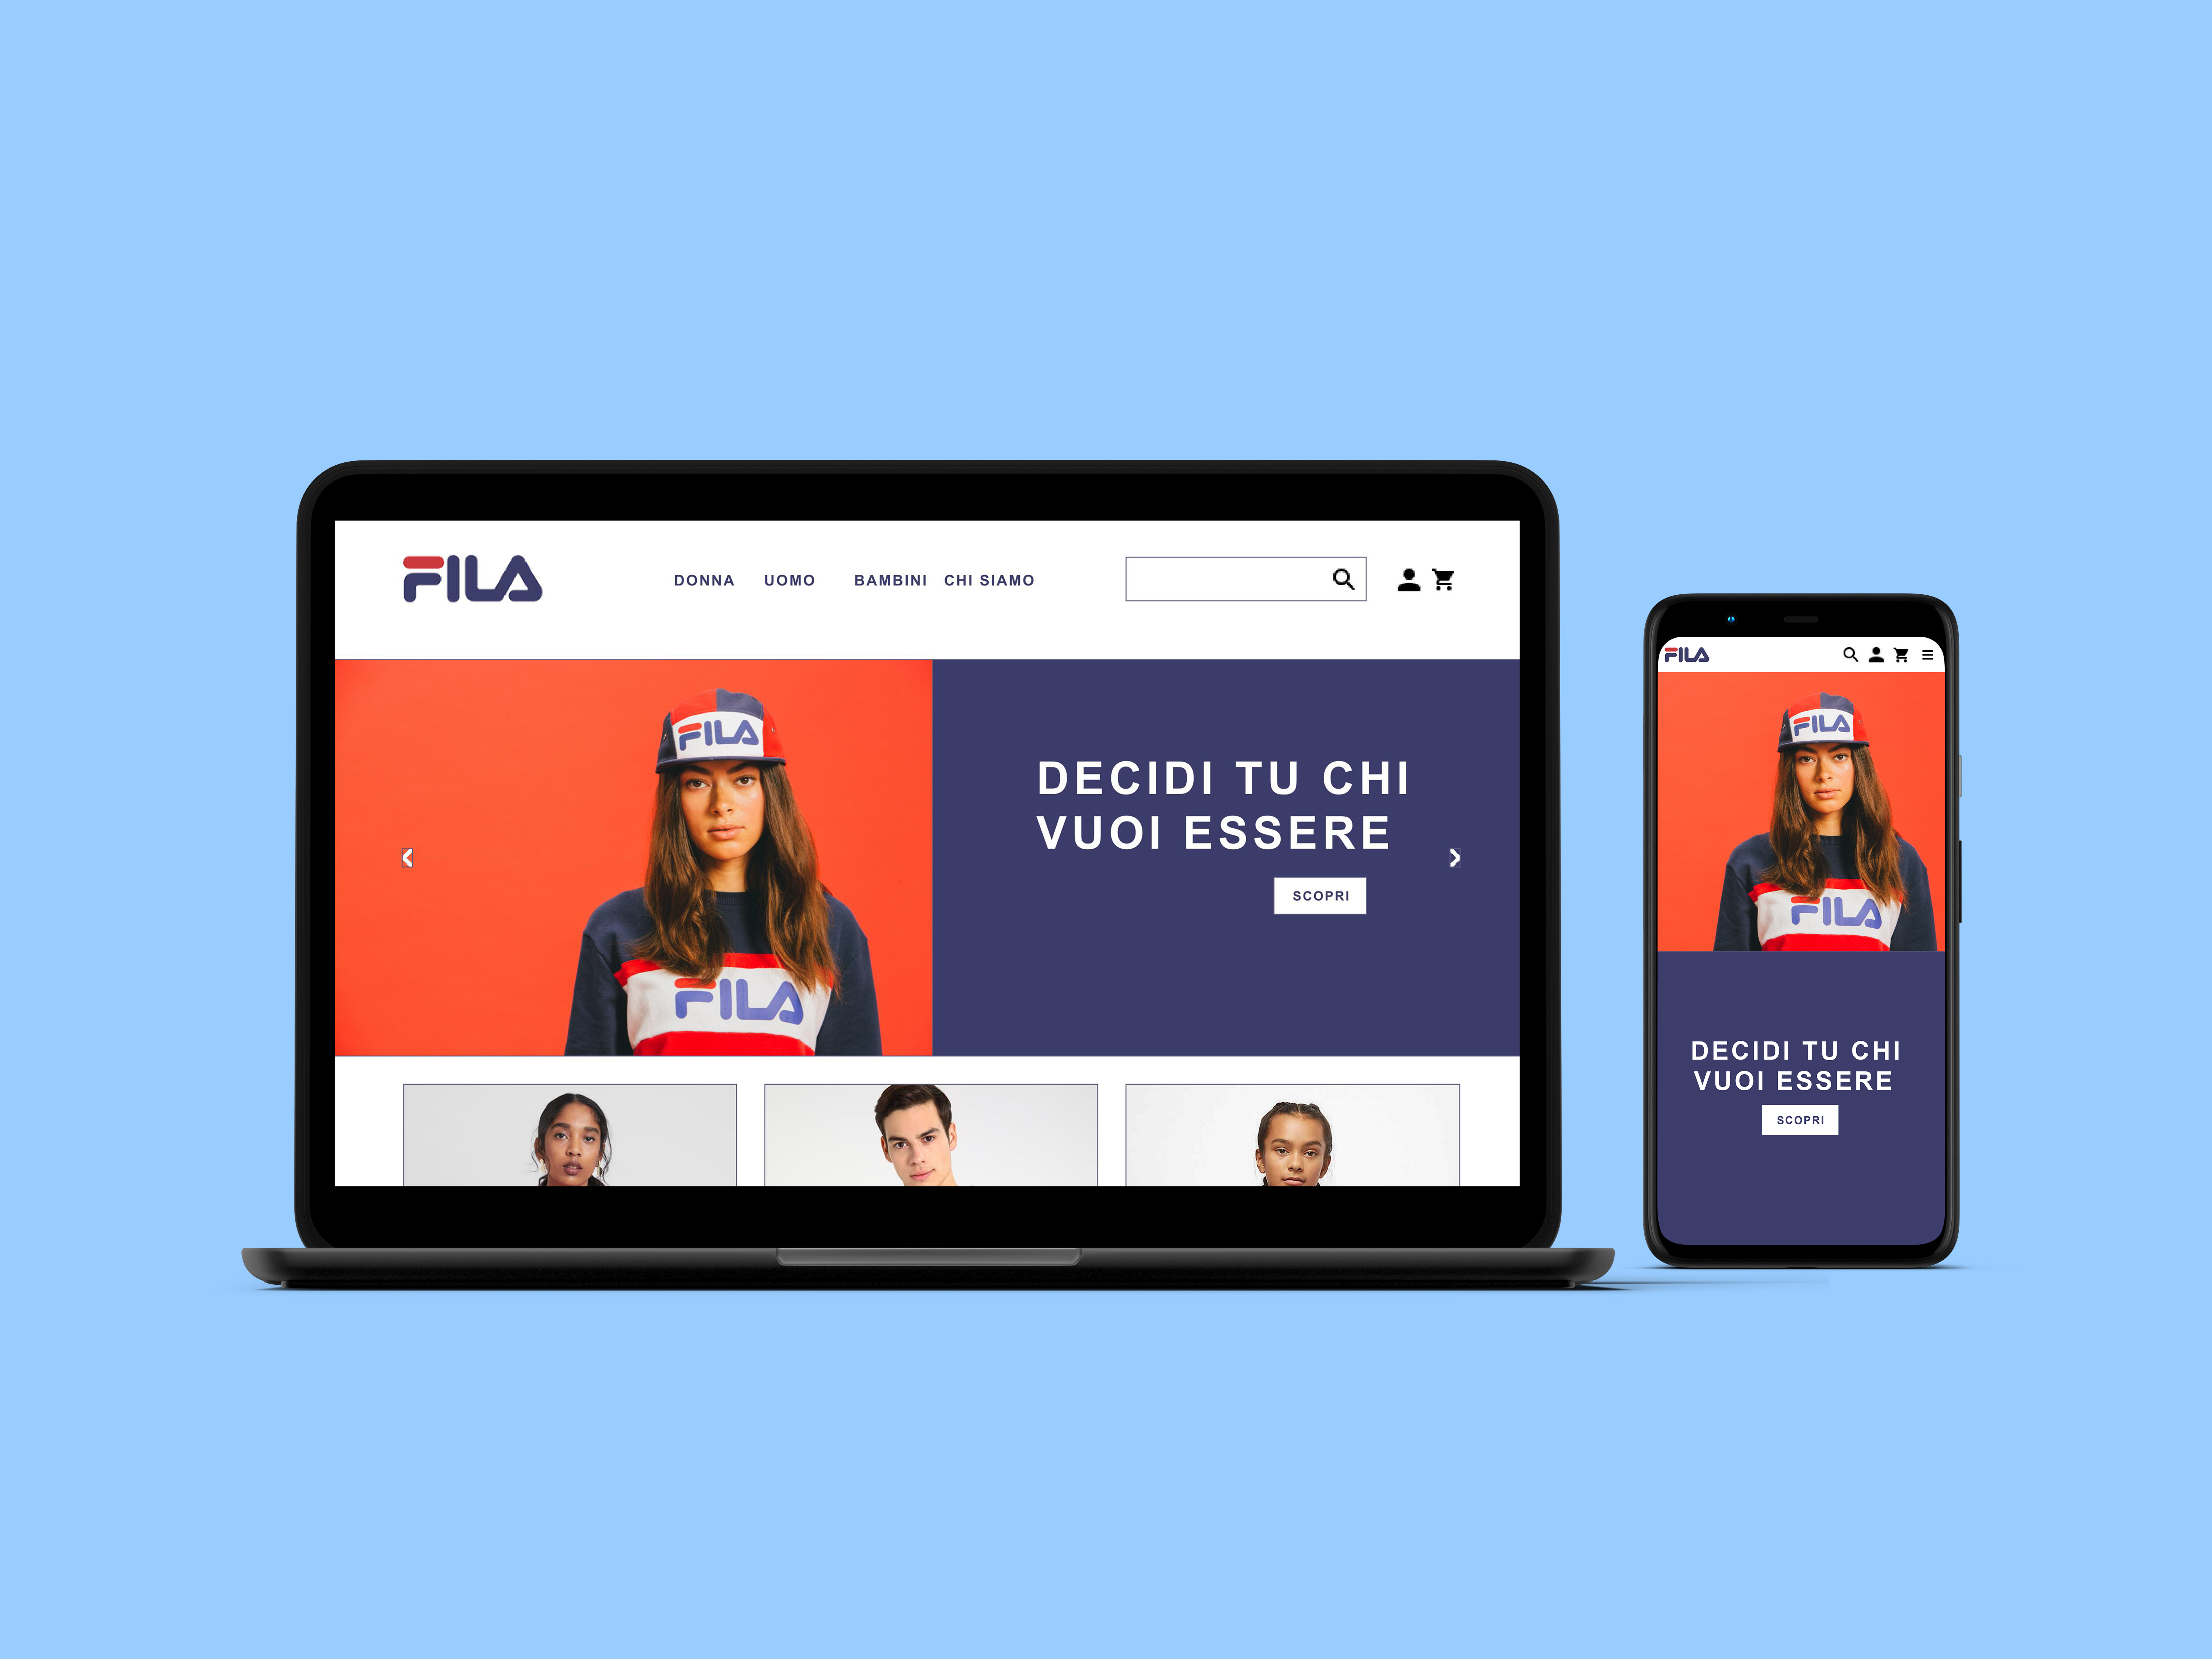 FILA
DONNA UOMO BAMBINI CHI SIAMO
FILA
DECIDI TU CHI
VUOI ESSERE
SCOPRI
FILA
FILA
FILA
DECIDI TU CHI
VUOI ESSERE
SCOPRI
FILA